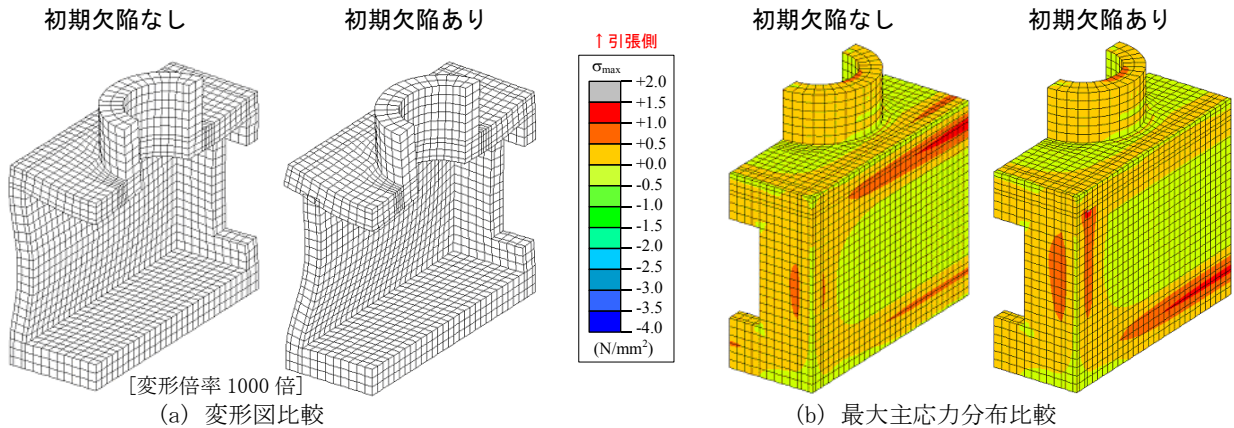 初期欠陥なし
初期欠陥あり
[変形倍率 1000 倍]
(a) 変形図比較
↑引張側
σmax
+2.0
+1.5
+1.0
+0.5
+0.0
-0.5
-1.0
-2.0
-2.5
-3.0
-3.5
-4.0
(N/mm²)
初期欠陥なし
初期欠陥あり
(b) 最大主応力分布比較